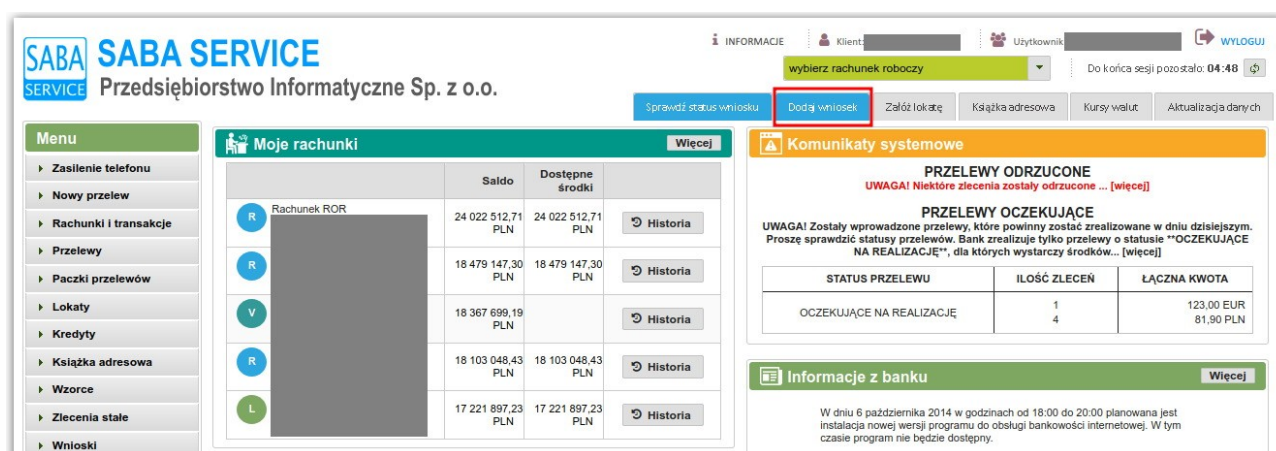 SABA SERVICE
SABA SERVICE
Przedsiębiorstwo Informatyczne Sp. z o.o.
INFORMACJE
Klient:
Użytkownik
WYLOGUJ
wybierz rachunek roboczy
Do końca sesji pozostało: 04:48
Sprawdź status wniosku
Dodaj wniosek
Załóż lokatę
Książka adresowa
Kursy walut
Aktualizacja danych
Menu
Zasilenie telefonu
Nowy przelew
Rachunki i transakcje
Przelewy
Paczki przelewów
Lokaty
Kredyty
Książka adresowa
Wzorce
Zlecenia stałe
Wnioski
Moje rachunki
Więcej
Saldo
Dostępne
środki
R
Rachunek ROR
24 022 512,71 24 022 512,71
PLN PLN
Historia
R
18 479 147,30 18 479 147,30
PLN PLN
Historia
V
18 367 699,19
PLN
Historia
R
18 103 048,43 18 103 048,43
PLN PLN
Historia
L
17 221 897,23 17 221 897,23
PLN PLN
Historia
Komunikaty systemowe
PRZELEWY ODRZUCONE
UWAGA! Niektóre zlecenia zostały odrzucone ... [więcej]
PRZELEWY OCZEKUJĄCE
UWAGA! Zostały wprowadzone przelewy, które powinny zostać zrealizowane w dniu dzisiejszym.
Proszę sprawdzić statusy przelewów. Bank zrealizuje tylko przelewy o statusie **OCZEKUJĄCE
NA REALIZACJĘ**, dla których wystarczy środków... [więcej]
STATUS PRZELEWU
ILOŚĆ ZLECEŃ
ŁĄCZNA KWOTA
OCZEKUJĄCE NA REALIZACJĘ
1
4
123,00 EUR
81,90 PLN
Informacje z banku
Więcej
W dniu 6 października 2014 w godzinach od 18:00 do 20:00 planowana jest
instalacja nowej wersji programu do obsługi bankowości internetowej. W tym
czasie program nie będzie dostępny.